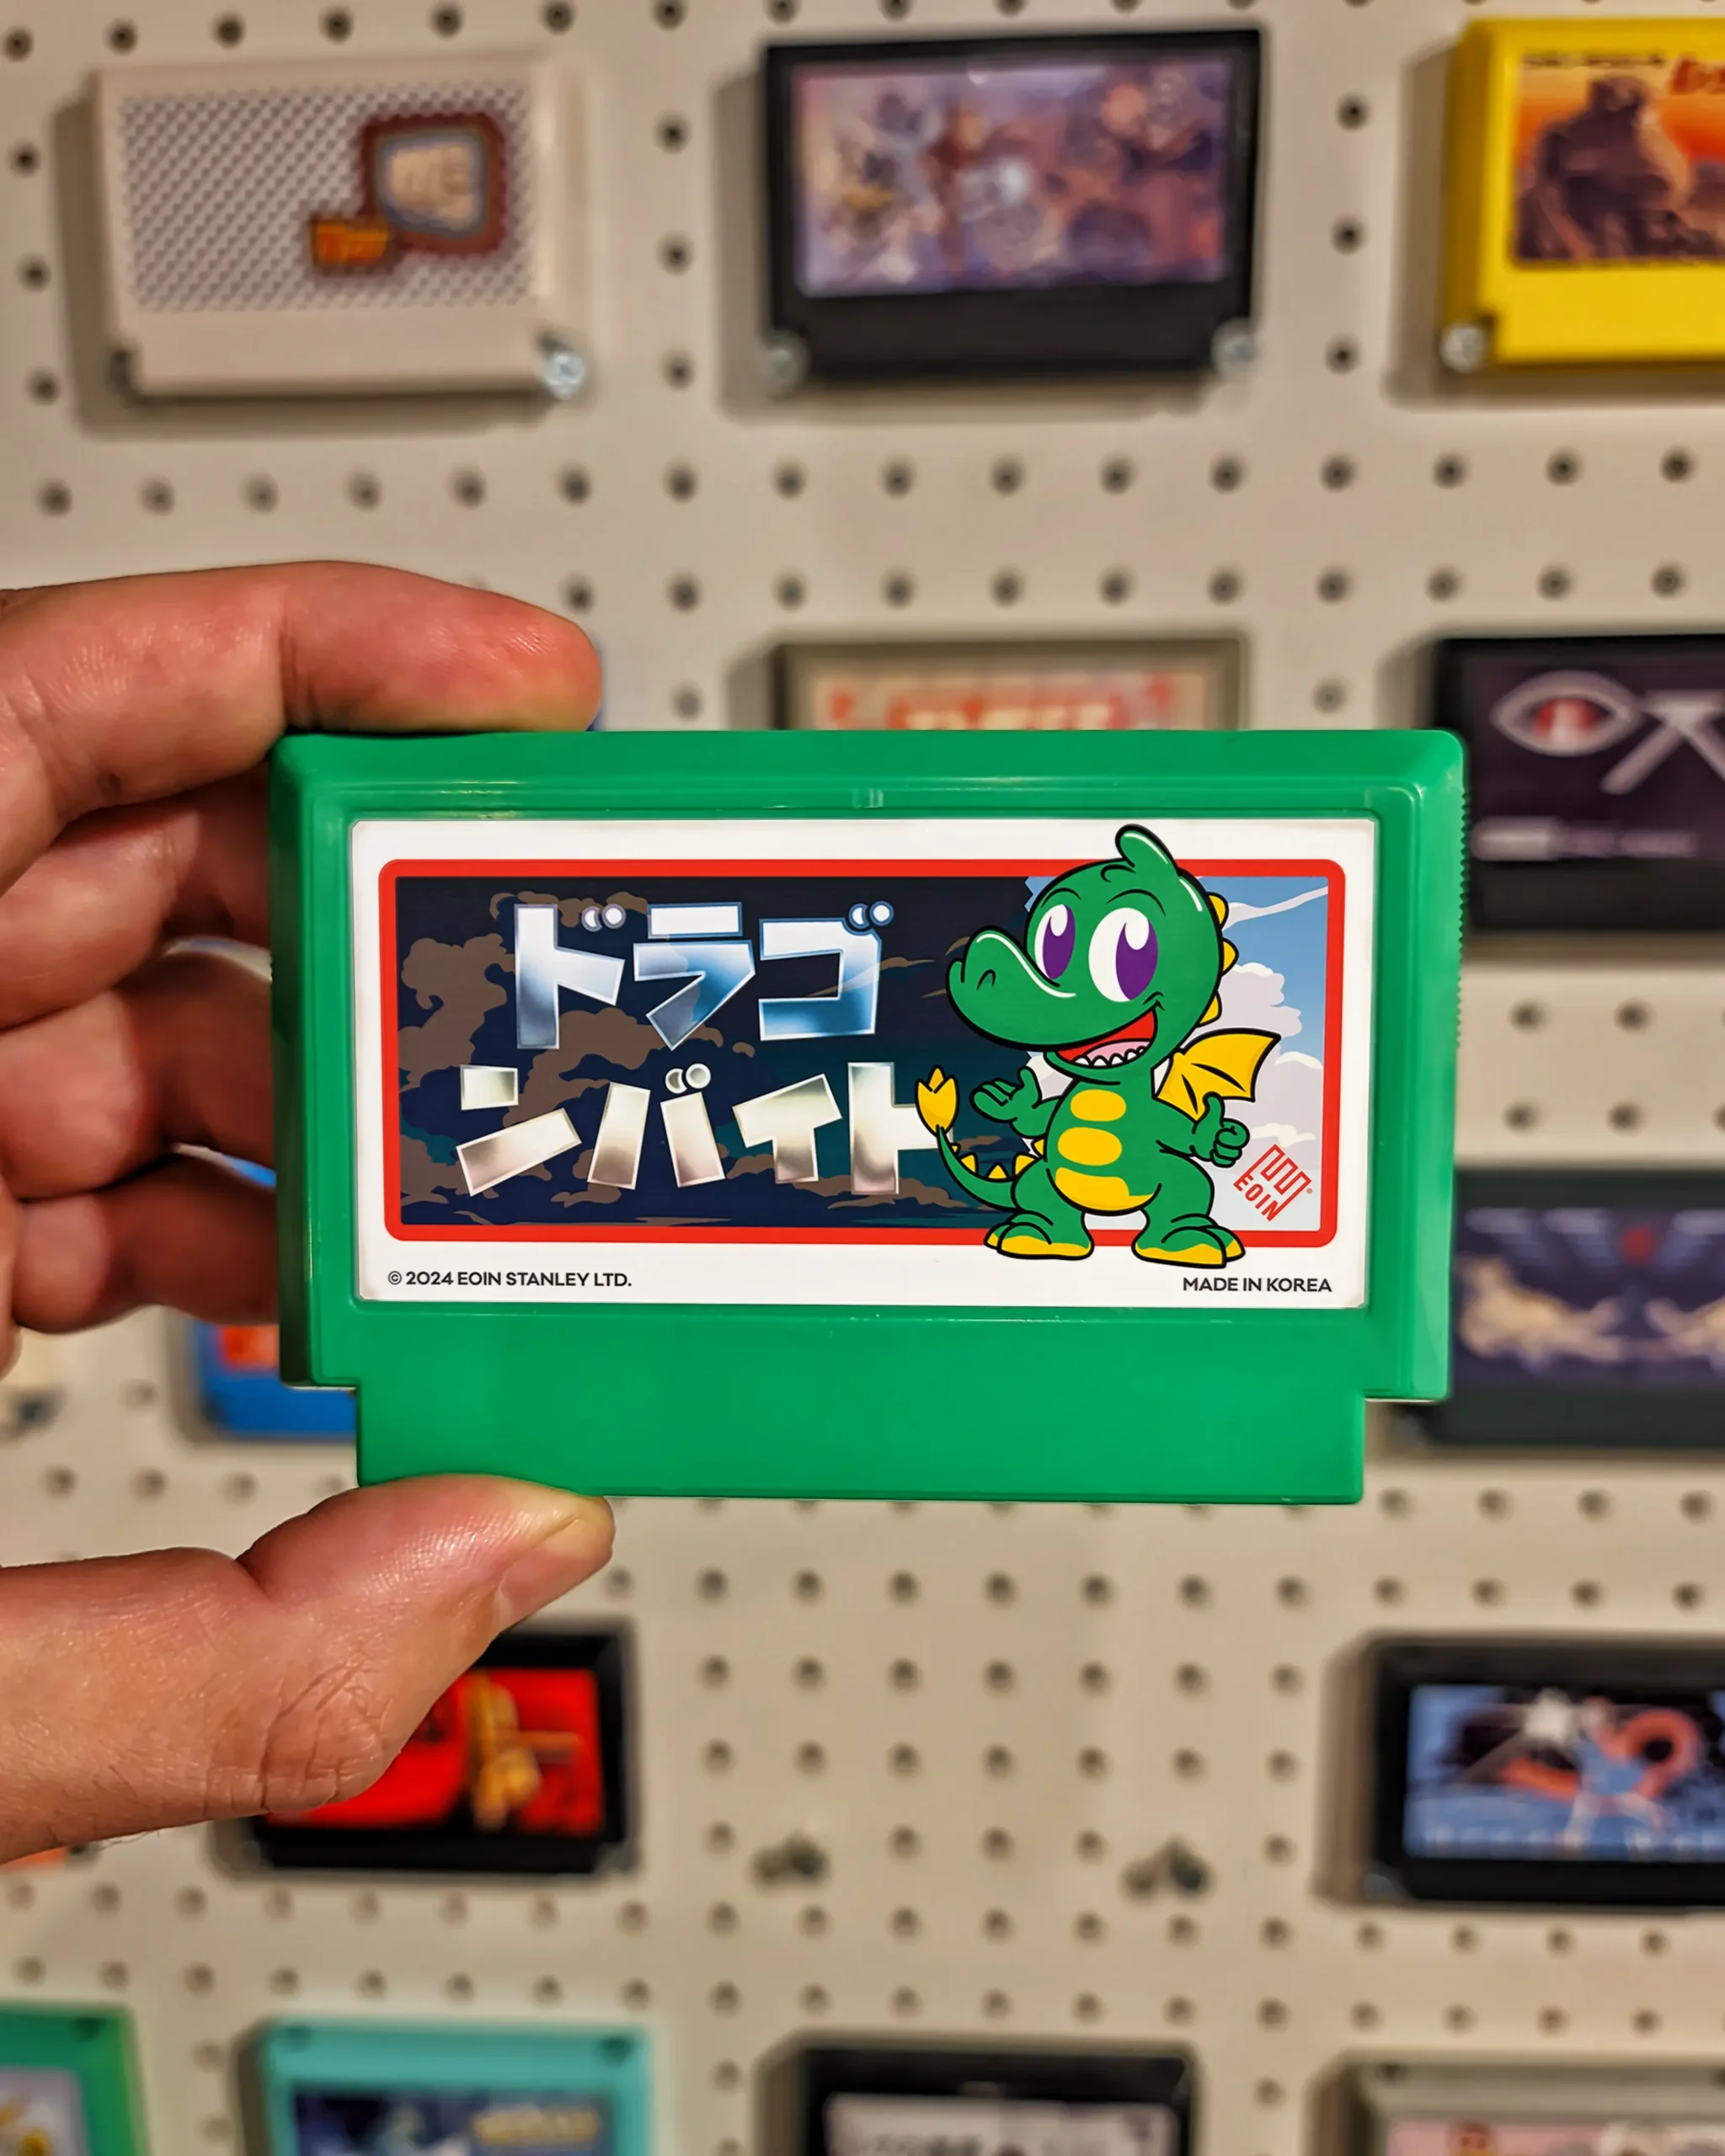 ドラゴ
ンバイト
EOIN
© 2024 EOIN STANLEY LTD.
MADE IN KOREA